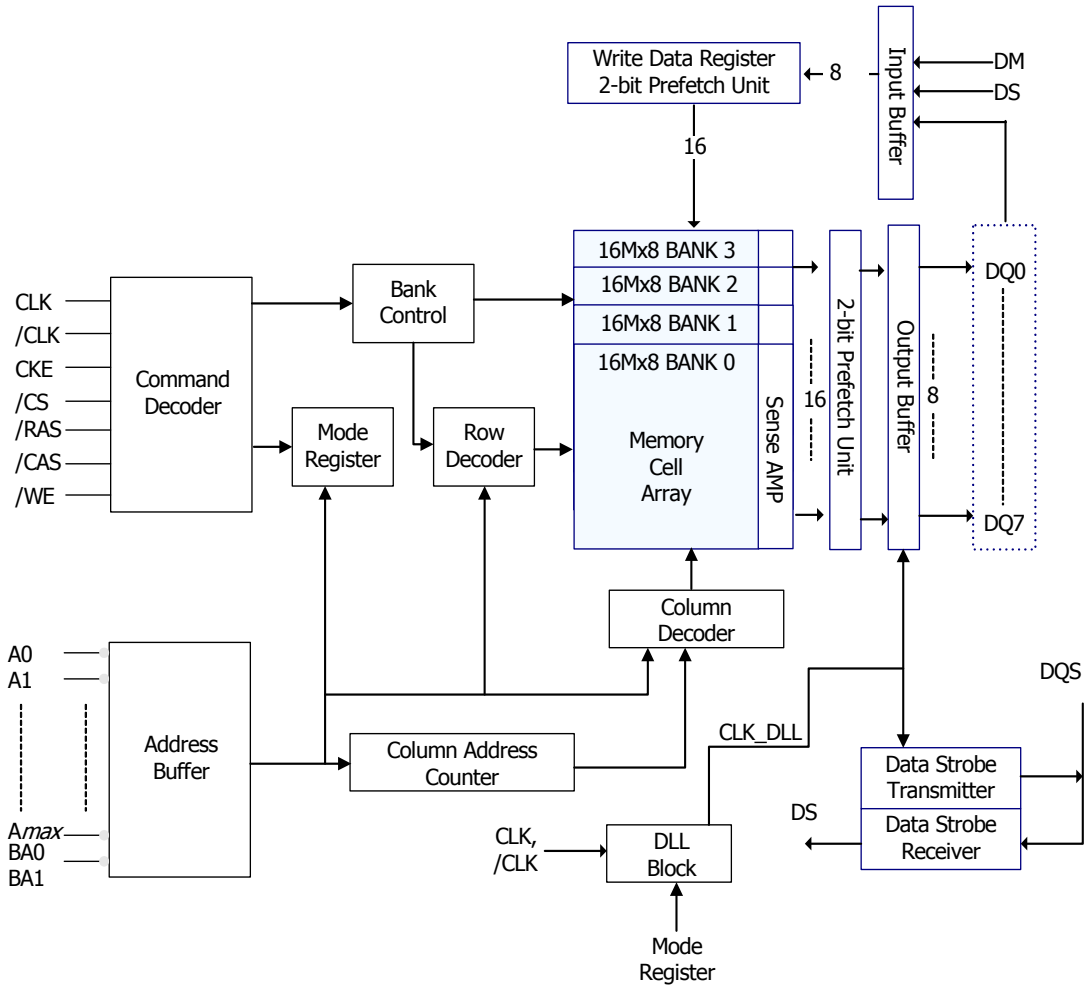 Write Data Register
2-bit Prefetch Unit
8
Input Buffer
DM
DS
16
16Mx8 BANK 3
16Mx8 BANK 2
16Mx8 BANK 1
16Mx8 BANK 0
Memory
Cell
Array
Sense AMP
16
2-bit Prefetch Unit
Output Buffer
8
DQ0
DQ7
CLK
/CLK
CKE
/CS
/RAS
/CAS
/WE
Command
Decoder
Bank
Control
Mode
Register
Row
Decoder
Column
Decoder
A0
A1
Amax
BA0
BA1
Address
Buffer
Column Address
Counter
CLK_DLL
CLK,
/CLK
DLL
Block
Mode
Register
DQS
Data Strobe
Transmitter
Data Strobe
Receiver
DS